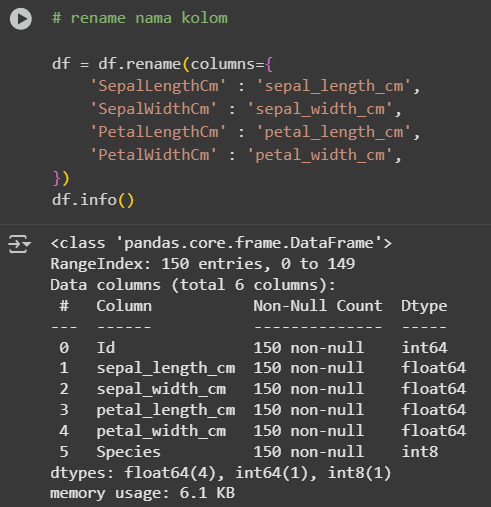 # rename nama kolom
df = df.rename(columns={
    'SepalLengthCm' : 'sepal_length_cm',
    'SepalWidthCm' : 'sepal_width_cm',
    'PetalLengthCm' : 'petal_length_cm',
    'PetalWidthCm' : 'petal_width_cm',
})
df.info()
<class 'pandas.core.frame.DataFrame'>
RangeIndex: 150 entries, 0 to 149
Data columns (total 6 columns):
 #   Column           Non-Null Count  Dtype
---  ------           --------------  -----
 0   Id               150 non-null    int64
 1   sepal_length_cm  150 non-null    float64
 2   sepal_width_cm   150 non-null    float64
 3   petal_length_cm  150 non-null    float64
 4   petal_width_cm   150 non-null    float64
 5   Species          150 non-null    int8
dtypes: float64(4), int64(1), int8(1)
memory usage: 6.1 KB